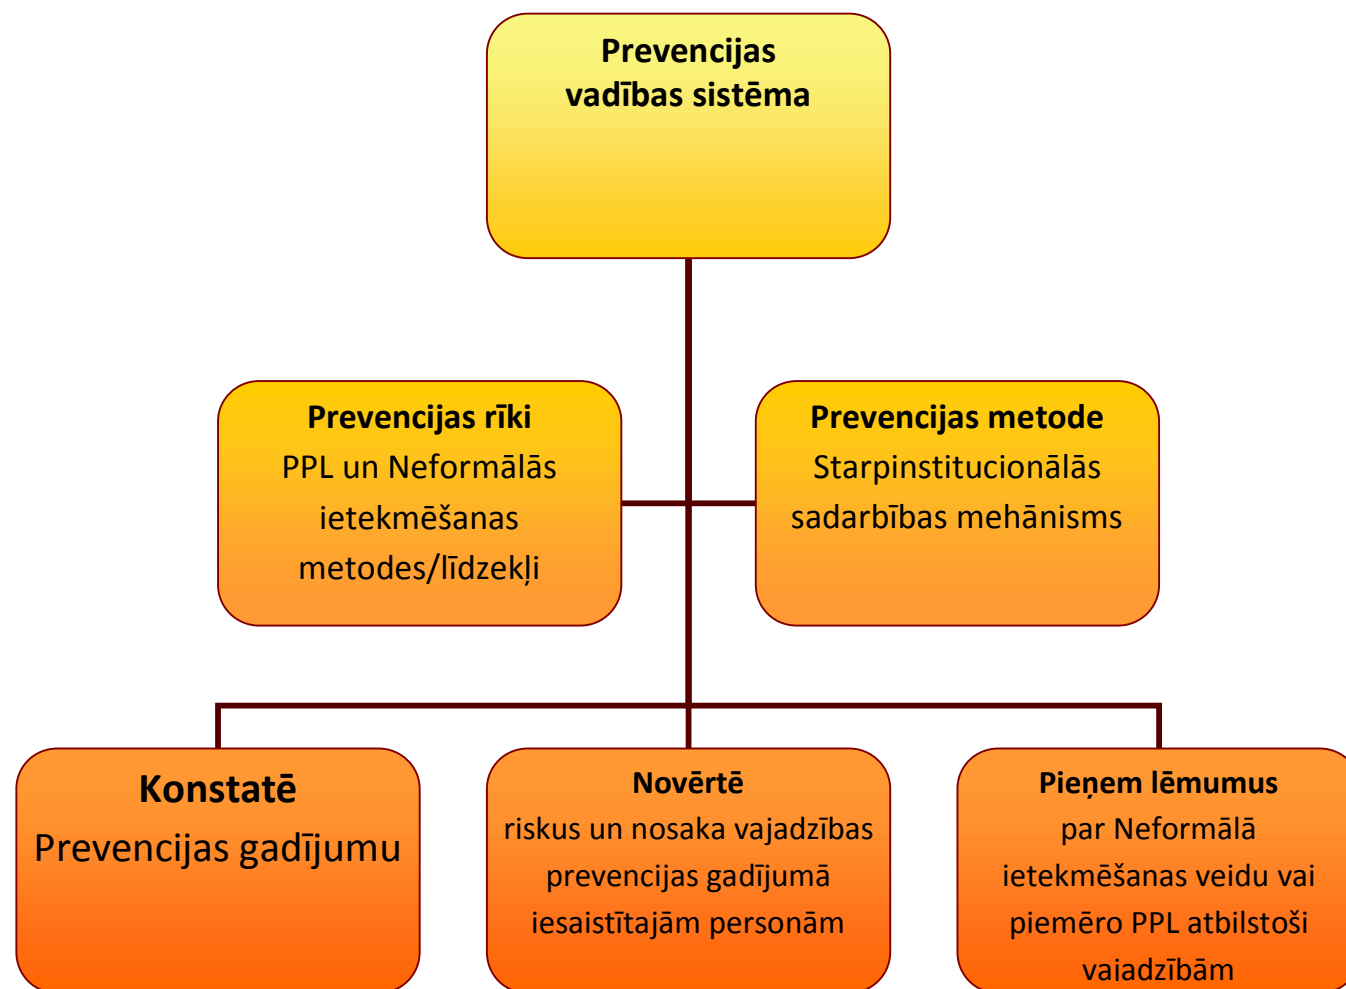 Prevencijas
vadības sistēma
Prevencijas rīki
PPL un Neformālās
ietekmēšanas
metodes/līdzekļi
Prevencijas metode
Starpinstitucionālās
sadarbības mehānisms
Konstatē
Prevencijas gadījumu
Novērtē
riskus un nosaka vajadzības
prevencijas gadījumā
iesaistītajām personām
Pieņem lēmumus
par Neformālā
ietekmēšanas veidu vai
piemēro PPL atbilstoši
vajadzībām